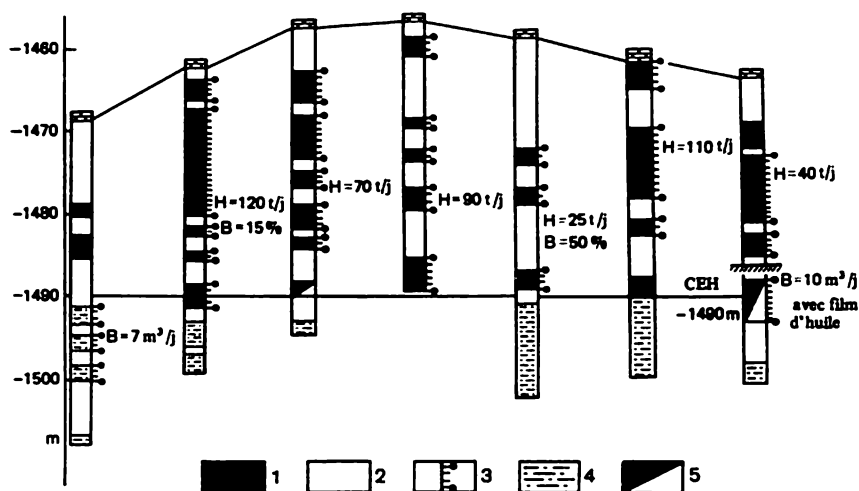 −1460
−1470
−1480
−1490
−1500
m
B = 7 m³/j
H = 120 t/j
B = 15 %
H = 70 t/j
H = 90 t/j
H = 25 t/j
B = 50 %
H = 110 t/j
CEH
−1490 m
H = 40 t/j
B = 10 m³/j
avec film
d'huile
1
2
3
4
5